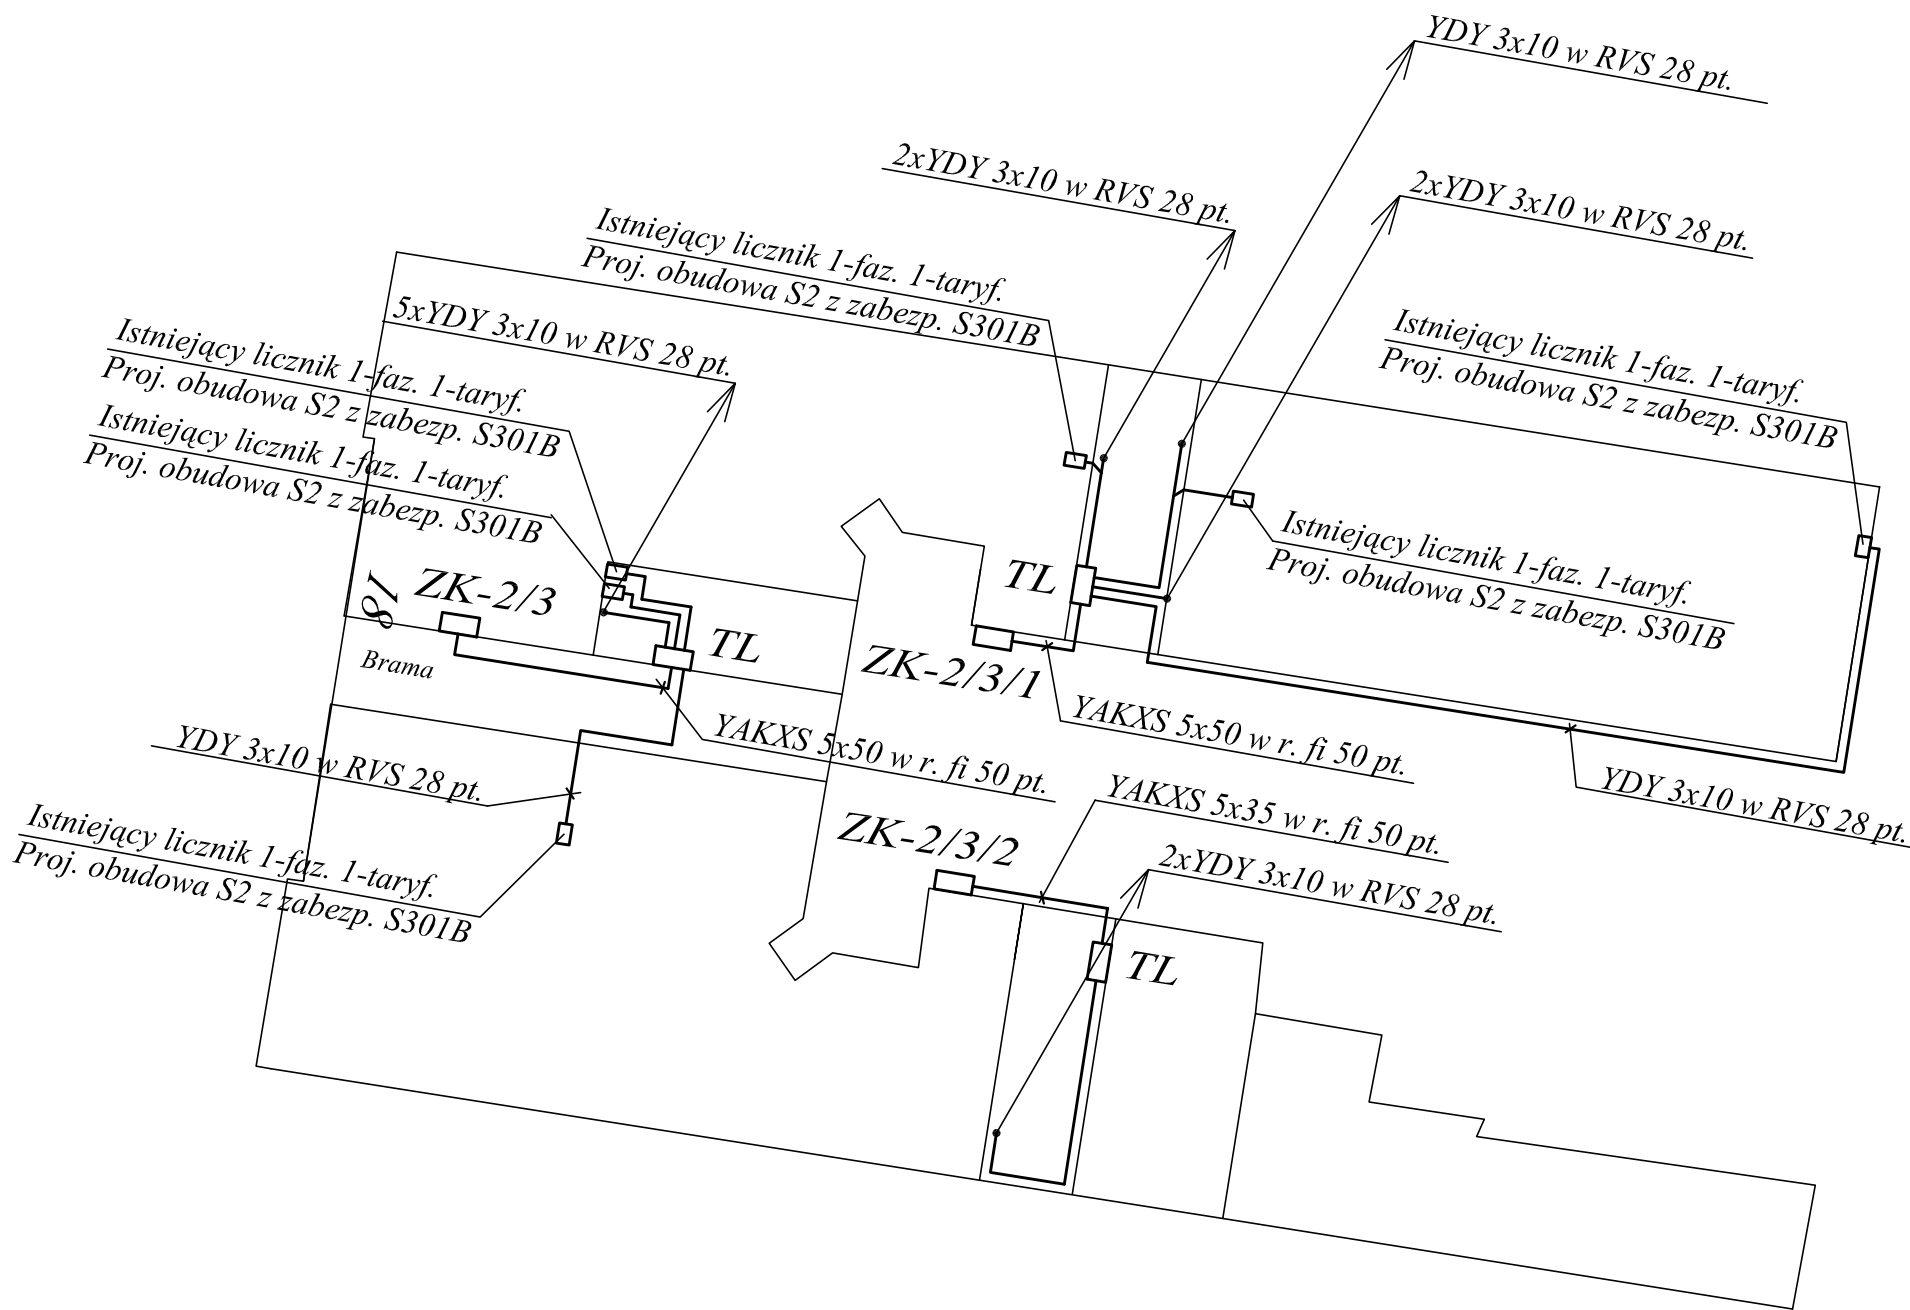 YDY 3x10 w RVS 28 pt.
2xYDY 3x10 w RVS 28 pt.
2xYDY 3x10 w RVS 28 pt.
Istniejący licznik 1-faz. 1-taryf.
Proj. obudowa S2 z zabezp. S301B
5xYDY 3x10 w RVS 28 pt.
Istniejący licznik 1-faz. 1-taryf.
Proj. obudowa S2 z zabezp. S301B
Istniejący licznik 1-faz. 1-taryf.
Proj. obudowa S2 z zabezp. S301B
Istniejący licznik 1-faz. 1-taryf.
Proj. obudowa S2 z zabezp. S301B
Istniejący licznik 1-faz. 1-taryf.
Proj. obudowa S2 z zabezp. S301B
18
ZK-2/3
TL
TL
Brama
ZK-2/3/1
YAKXS 5x50 w r. fi 50 pt.
YAKXS 5x50 w r. fi 50 pt.
YDY 3x10 w RVS 28 pt.
YDY 3x10 w RVS 28 pt.
YAKXS 5x35 w r. fi 50 pt.
ZK-2/3/2
2xYDY 3x10 w RVS 28 pt.
Istniejący licznik 1-faz. 1-taryf.
Proj. obudowa S2 z zabezp. S301B
TL